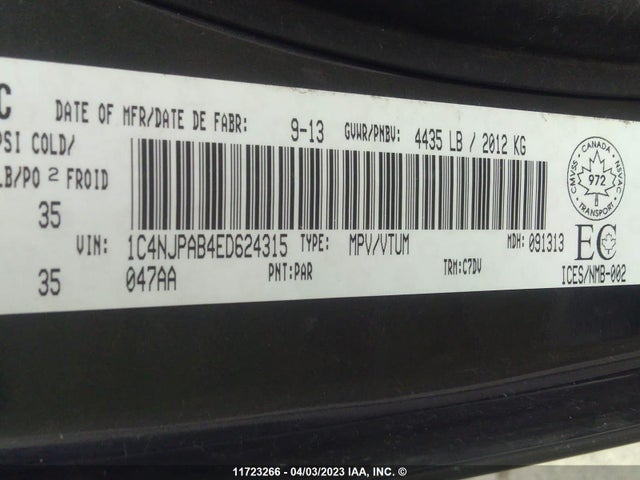 C DATE OF MFR/DATE DE FABR: 9-13 GVWR/PNBV: 4435 LB / 2012 KG
PSI COLD/
LB/PO 2 FROID
35
VIN: 1C4NJPAB4ED624315 TYPE: MPV/VTUM MDH: 091313
35 047AA PNT:PAR TRM:C7DV
CANADA
CMVSS NSVAC
972
TRANSPORT
EC
ICES/NMB-002
11723266 - 04/03/2023 IAA, INC. ©